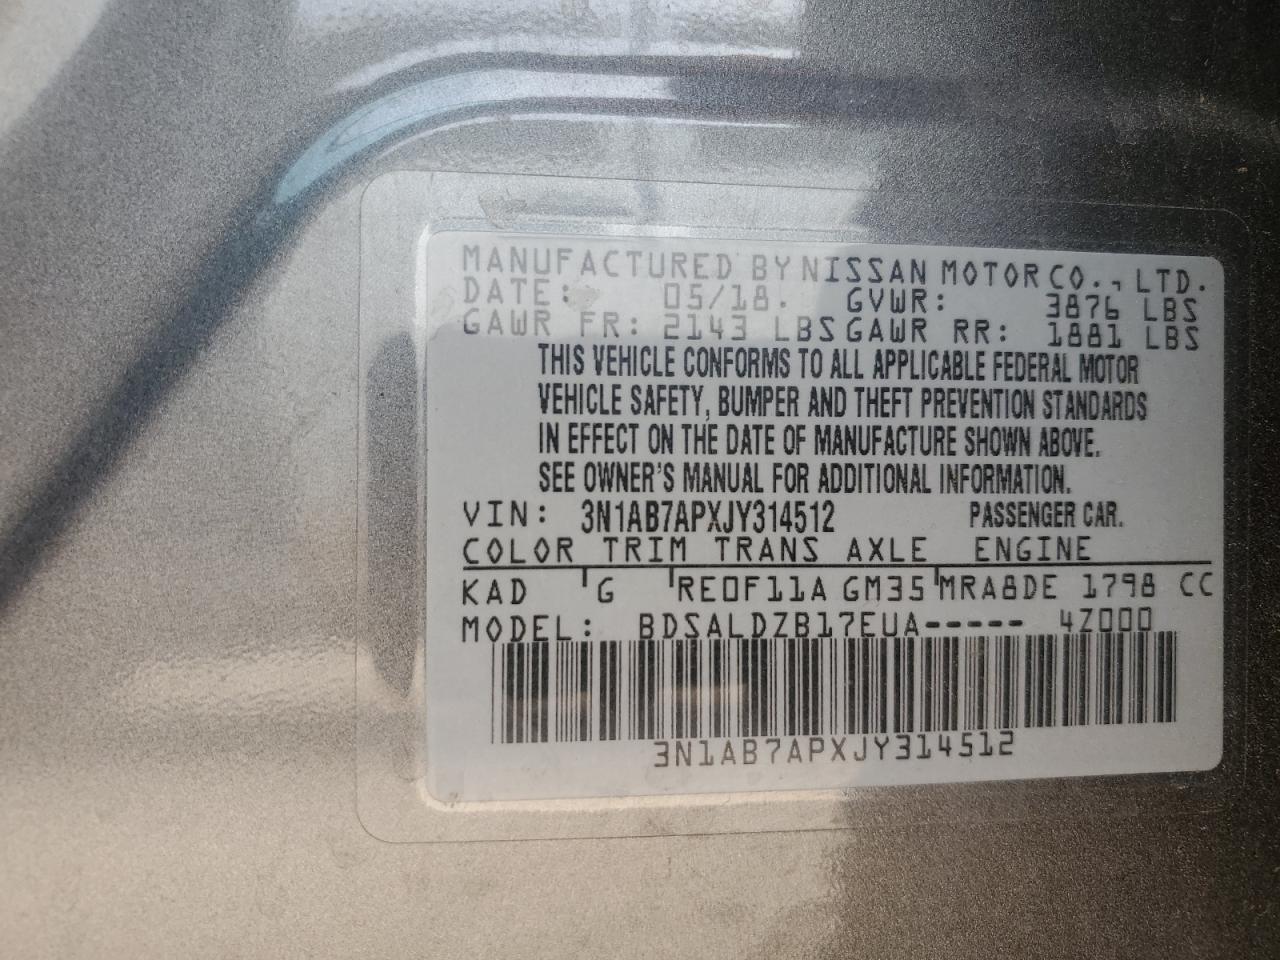 MANUFACTURED BY NISSAN MOTOR CO., LTD.
DATE: 05/18. GVWR: 3876 LBS
GAWR FR: 2143 LBS GAWR RR: 1881 LBS
THIS VEHICLE CONFORMS TO ALL APPLICABLE FEDERAL MOTOR
VEHICLE SAFETY, BUMPER AND THEFT PREVENTION STANDARDS
IN EFFECT ON THE DATE OF MANUFACTURE SHOWN ABOVE.
SEE OWNER'S MANUAL FOR ADDITIONAL INFORMATION.
VIN: 3N1AB7APXJY314512 PASSENGER CAR.
COLOR TRIM TRANS AXLE ENGINE
KAD G RE0F11A GM35 MRA8DE 1798 CC
MODEL: BDSALDZB17EUA----- 4Z000
3N1AB7APXJY314512